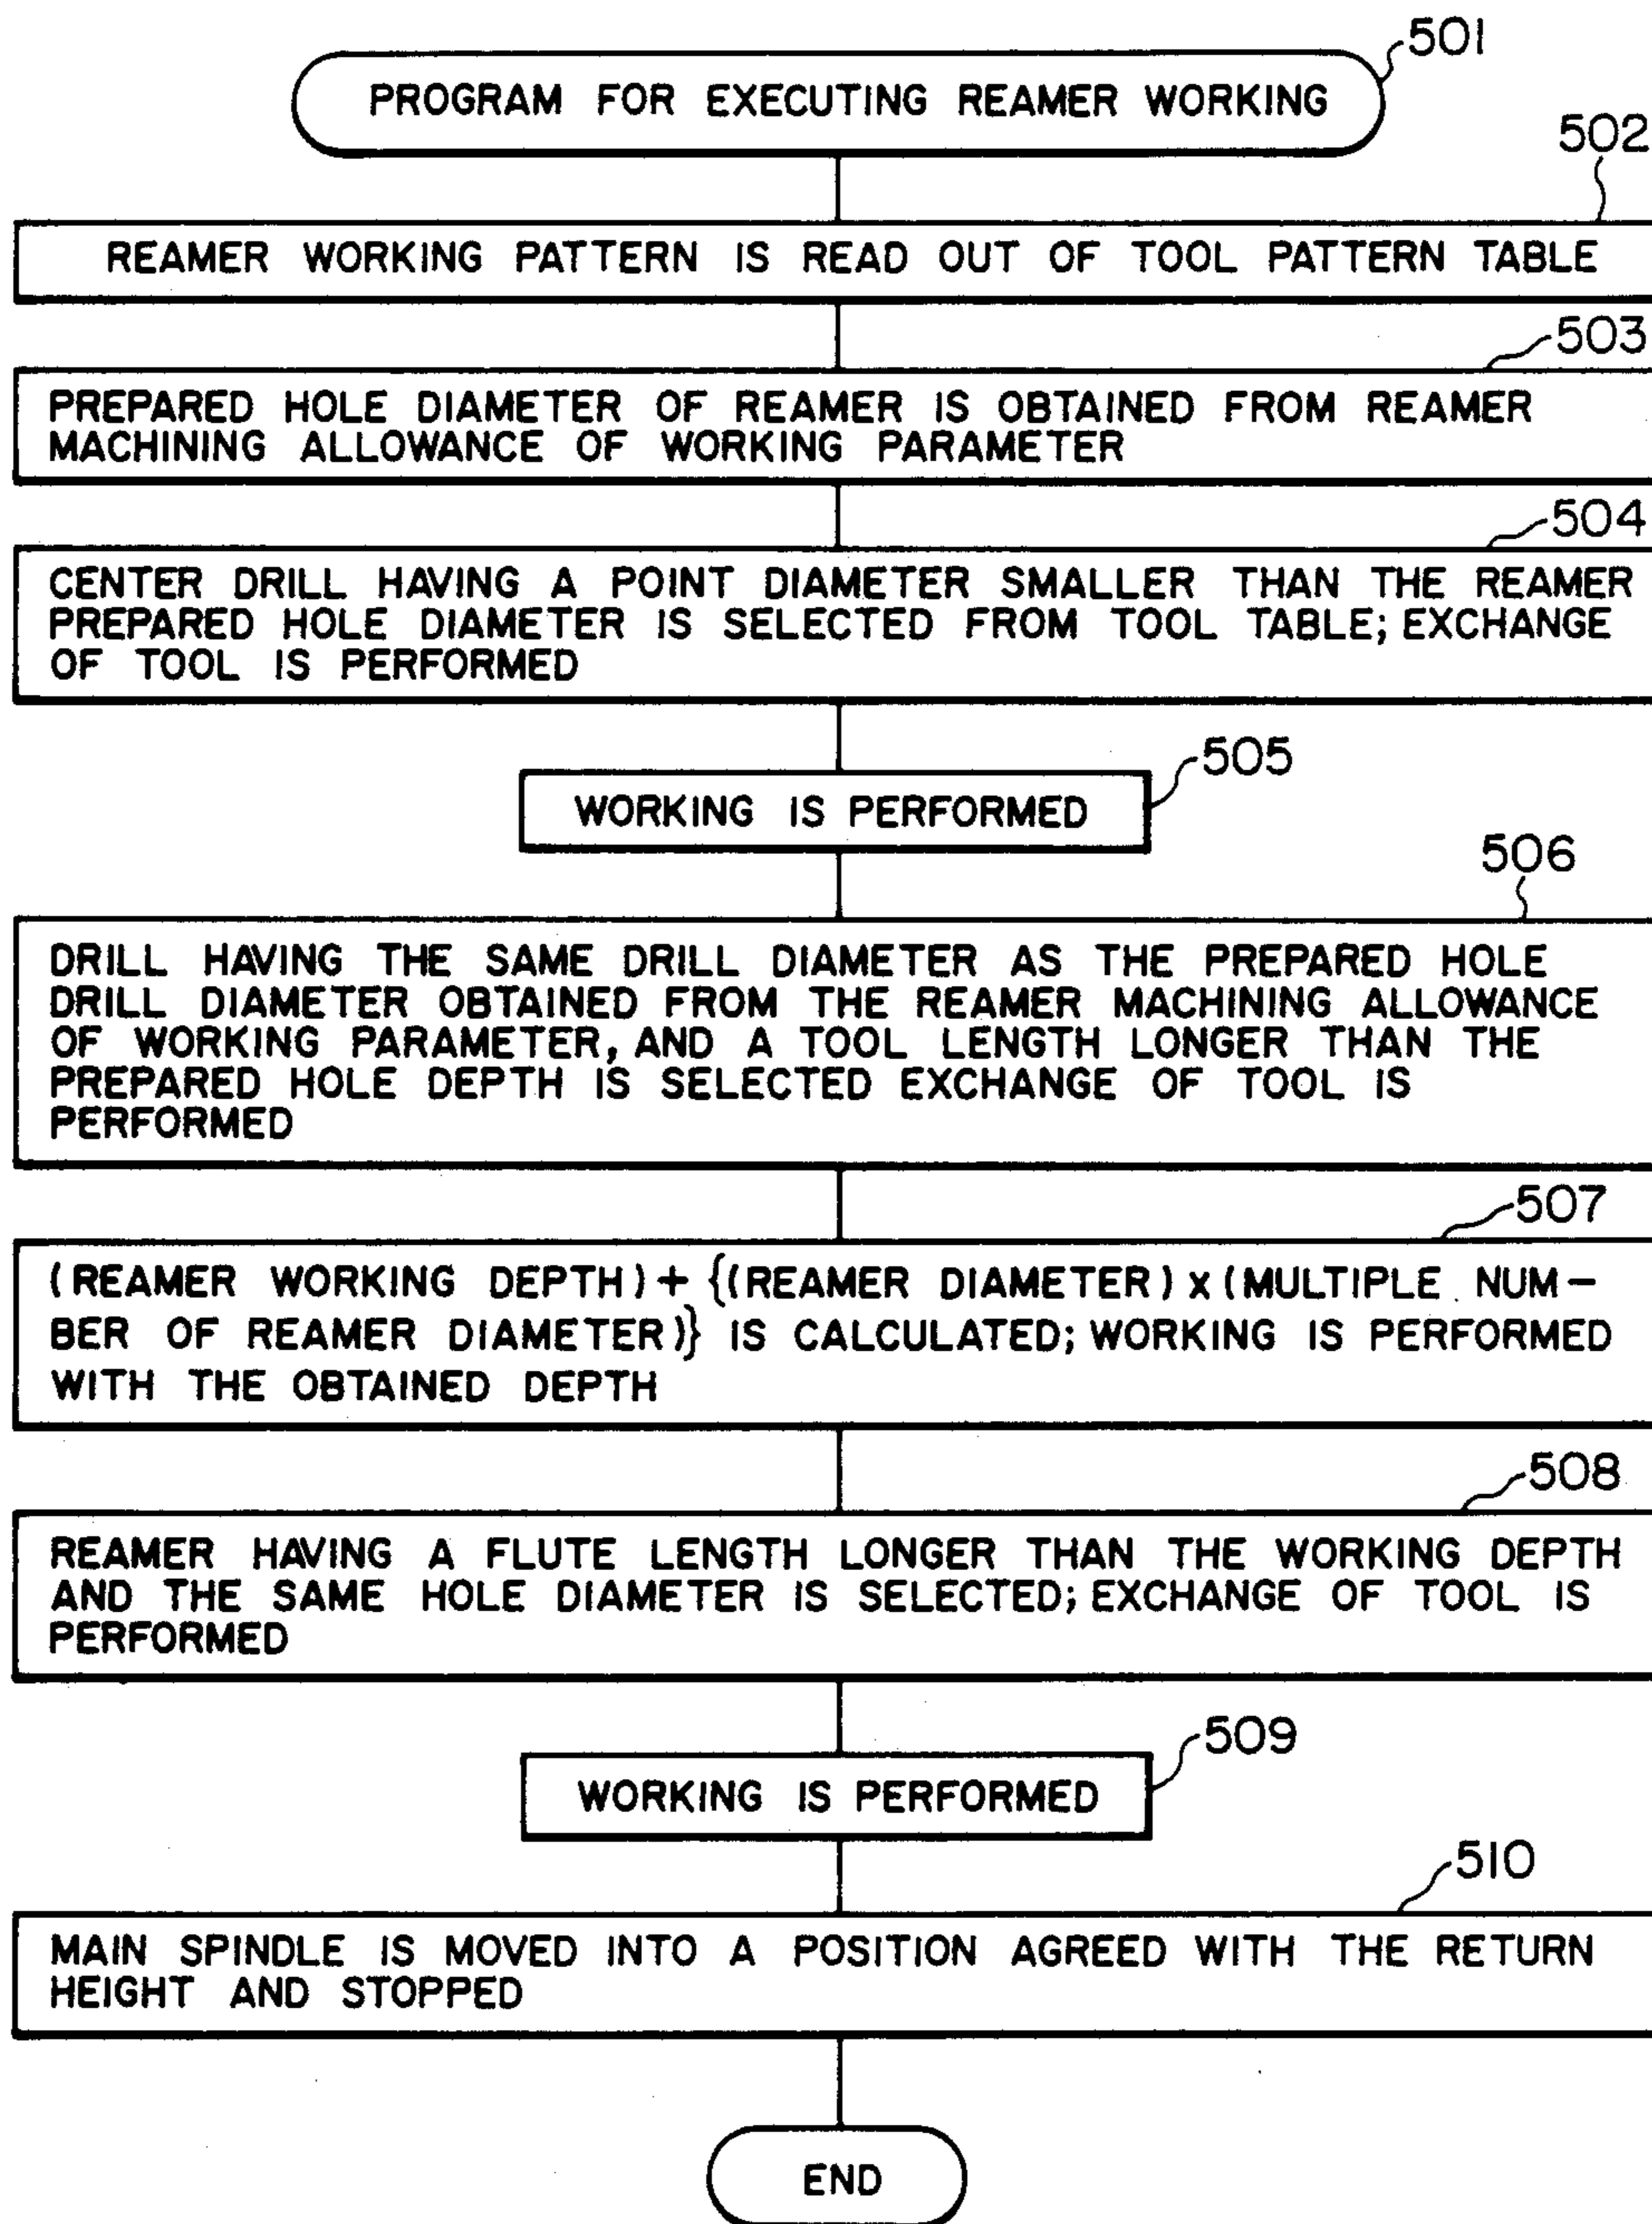 501
PROGRAM FOR EXECUTING REAMER WORKING
502
REAMER WORKING PATTERN IS READ OUT OF TOOL PATTERN TABLE
503
PREPARED HOLE DIAMETER OF REAMER IS OBTAINED FROM REAMER
MACHINING ALLOWANCE OF WORKING PARAMETER
504
CENTER DRILL HAVING A POINT DIAMETER SMALLER THAN THE REAMER
PREPARED HOLE DIAMETER IS SELECTED FROM TOOL TABLE; EXCHANGE
OF TOOL IS PERFORMED
505
WORKING IS PERFORMED
506
DRILL HAVING THE SAME DRILL DIAMETER AS THE PREPARED HOLE
DRILL DIAMETER OBTAINED FROM THE REAMER MACHINING ALLOWANCE
OF WORKING PARAMETER, AND A TOOL LENGTH LONGER THAN THE
PREPARED HOLE DEPTH IS SELECTED EXCHANGE OF TOOL IS
PERFORMED
507
(REAMER WORKING DEPTH) + {(REAMER DIAMETER) x (MULTIPLE NUM-
BER OF REAMER DIAMETER)} IS CALCULATED; WORKING IS PERFORMED
WITH THE OBTAINED DEPTH
508
REAMER HAVING A FLUTE LENGTH LONGER THAN THE WORKING DEPTH
AND THE SAME HOLE DIAMETER IS SELECTED; EXCHANGE OF TOOL IS
PERFORMED
509
WORKING IS PERFORMED
510
MAIN SPINDLE IS MOVED INTO A POSITION AGREED WITH THE RETURN
HEIGHT AND STOPPED
END